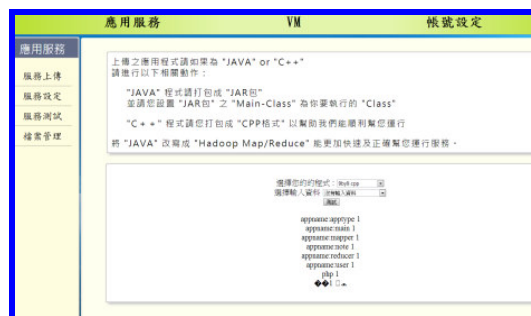 應用服務 VM 帳號設定
應用服務
服務上傳
服務設定
服務測試
檔案管理
上傳之應用程式請如果為 "JAVA" or "C++"
請進行以下相關動作：
"JAVA" 程式請打包成 "JAR包"
並請您設置 "JAR包" 之 "Main-Class" 為你要執行的 "Class"
"C++" 程式請您打包成 "CPP格式" 以幫助我們能順利幫您運行
將 "JAVA" 改寫成 "Hadoop Map/Reduce" 能更加快速及正確幫您運行服務。
選擇您的的程式：
選擇輸入資料
appname:apptype 1
appname:main 1
appname:mapper 1
appname:note 1
appname:reducer 1
appname:user 1
php 1